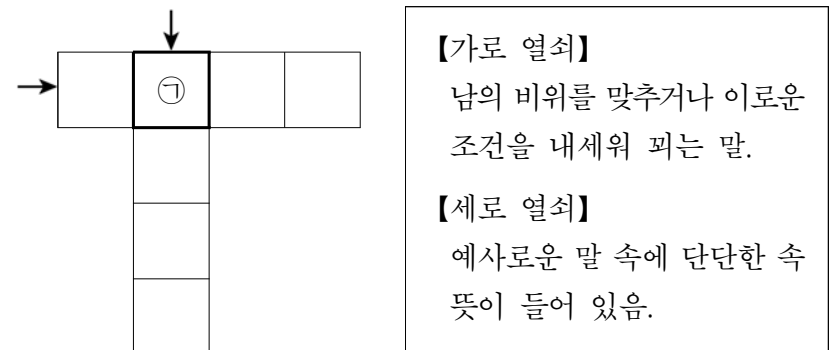 ㉠
【가로 열쇠】
남의 비위를 맞추거나 이로운
조건을 내세워 꾀는 말.
【세로 열쇠】
예사로운 말 속에 단단한 속
뜻이 들어 있음.